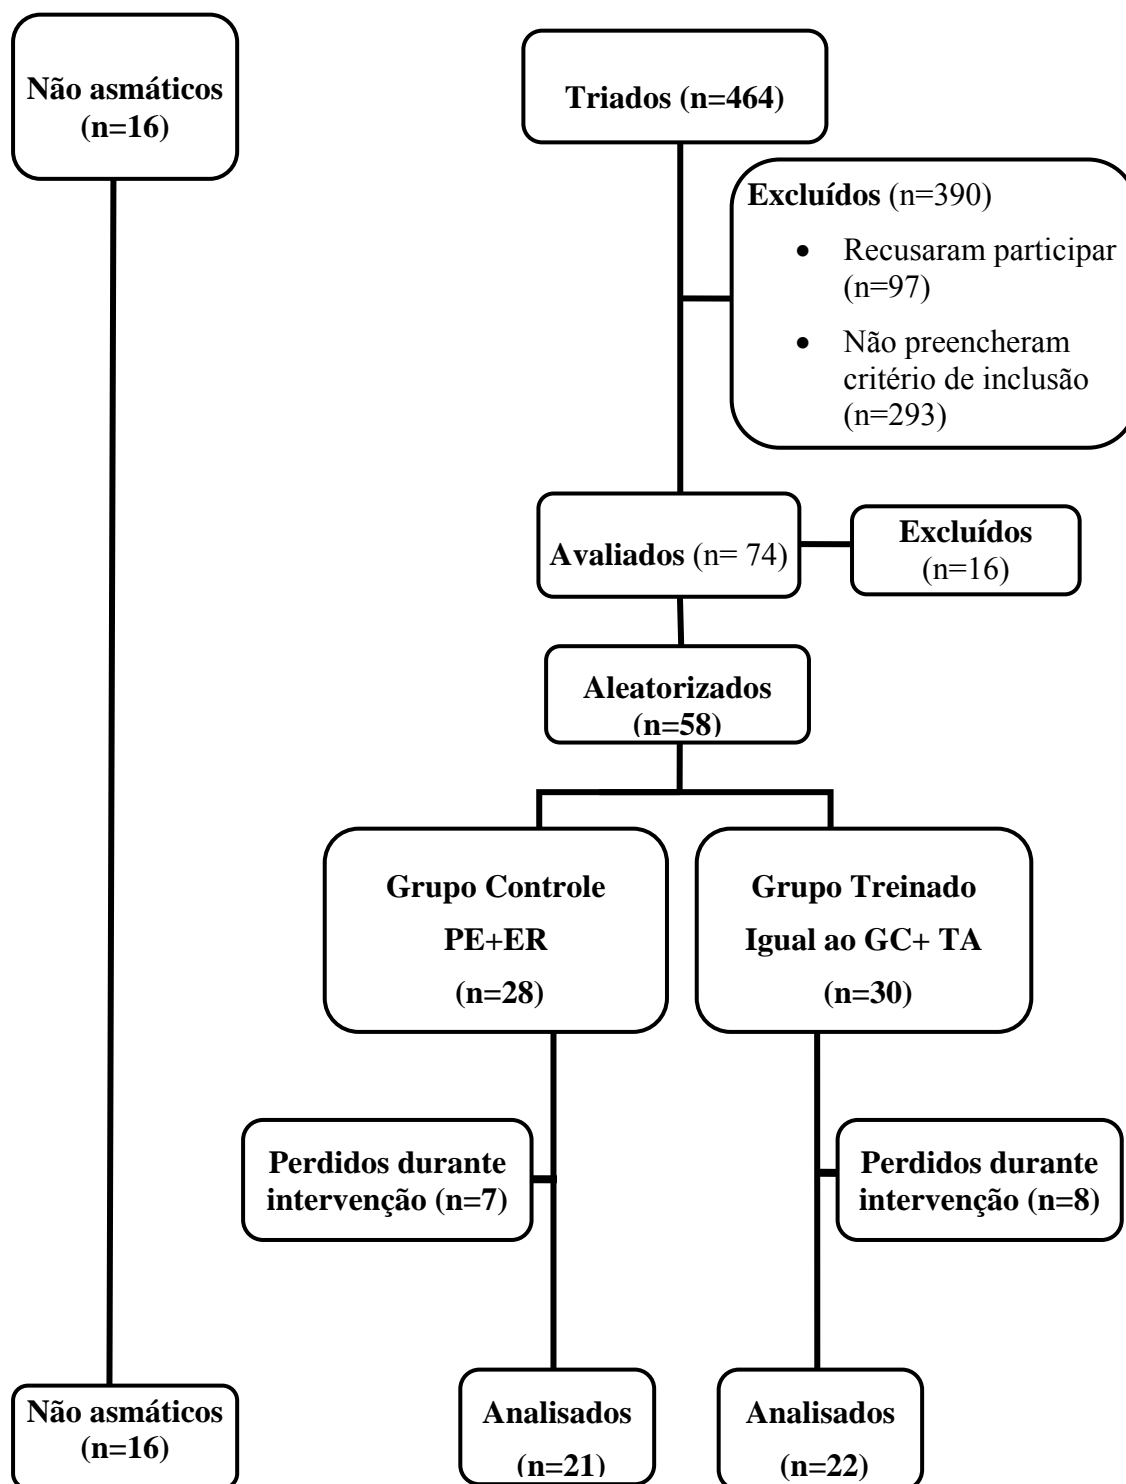 Não asmáticos
(n=16)
Triados (n=464)
Excluídos (n=390)
• Recusaram participar
(n=97)
• Não preencheram
critério de inclusão
(n=293)
Avaliados (n= 74)
Excluídos
(n=16)
Aleatorizados
(n=58)
Grupo Controle
PE+ER
(n=28)
Grupo Treinado
Igual ao GC+ TA
(n=30)
Perdidos durante
intervenção (n=7)
Perdidos durante
intervenção (n=8)
Não asmáticos
(n=16)
Analisados
(n=21)
Analisados
(n=22)